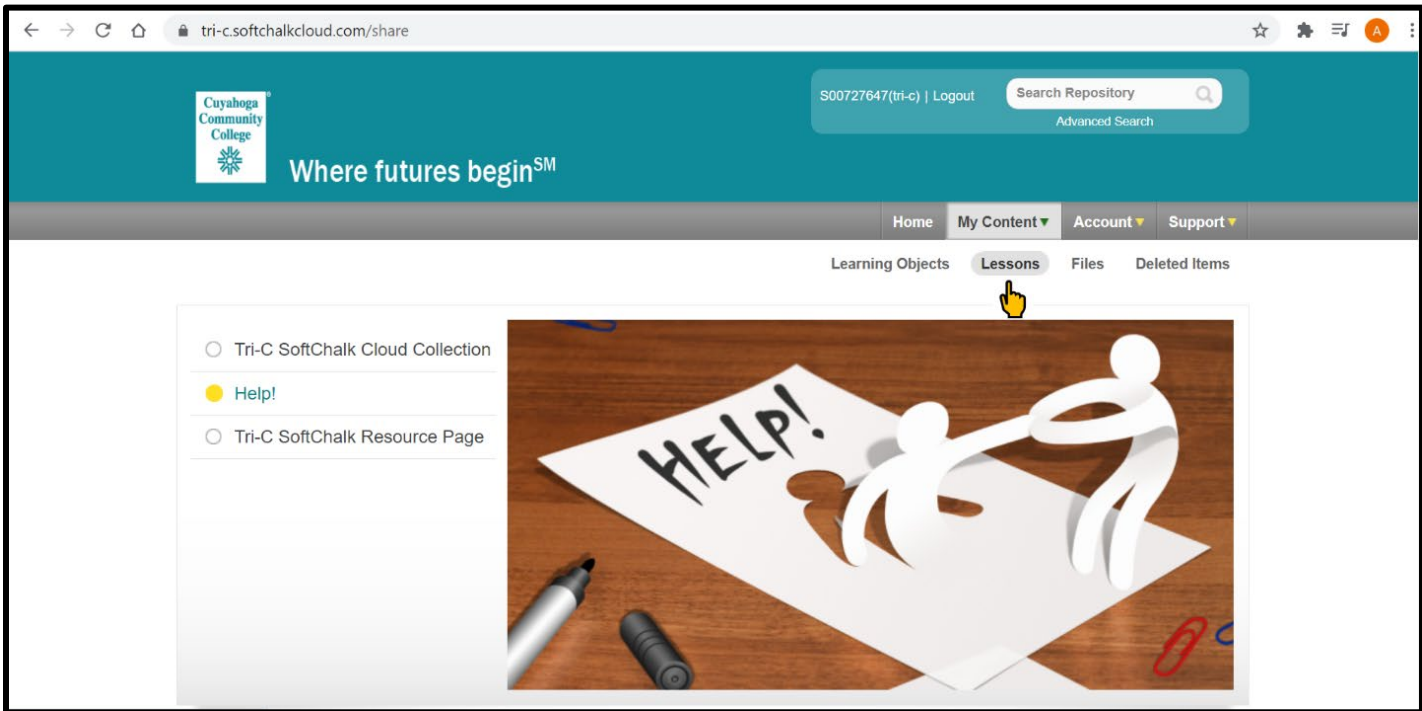 tri-c.softchalkcloud.com/share
A
Cuyahoga
Community
College
Where futures begin℠
S00727647(tri-c) | Logout
Search Repository
Advanced Search
Home My Content Account Support
Learning Objects Lessons Files Deleted Items
Tri-C SoftChalk Cloud Collection
Help!
Tri-C SoftChalk Resource Page
HELP!